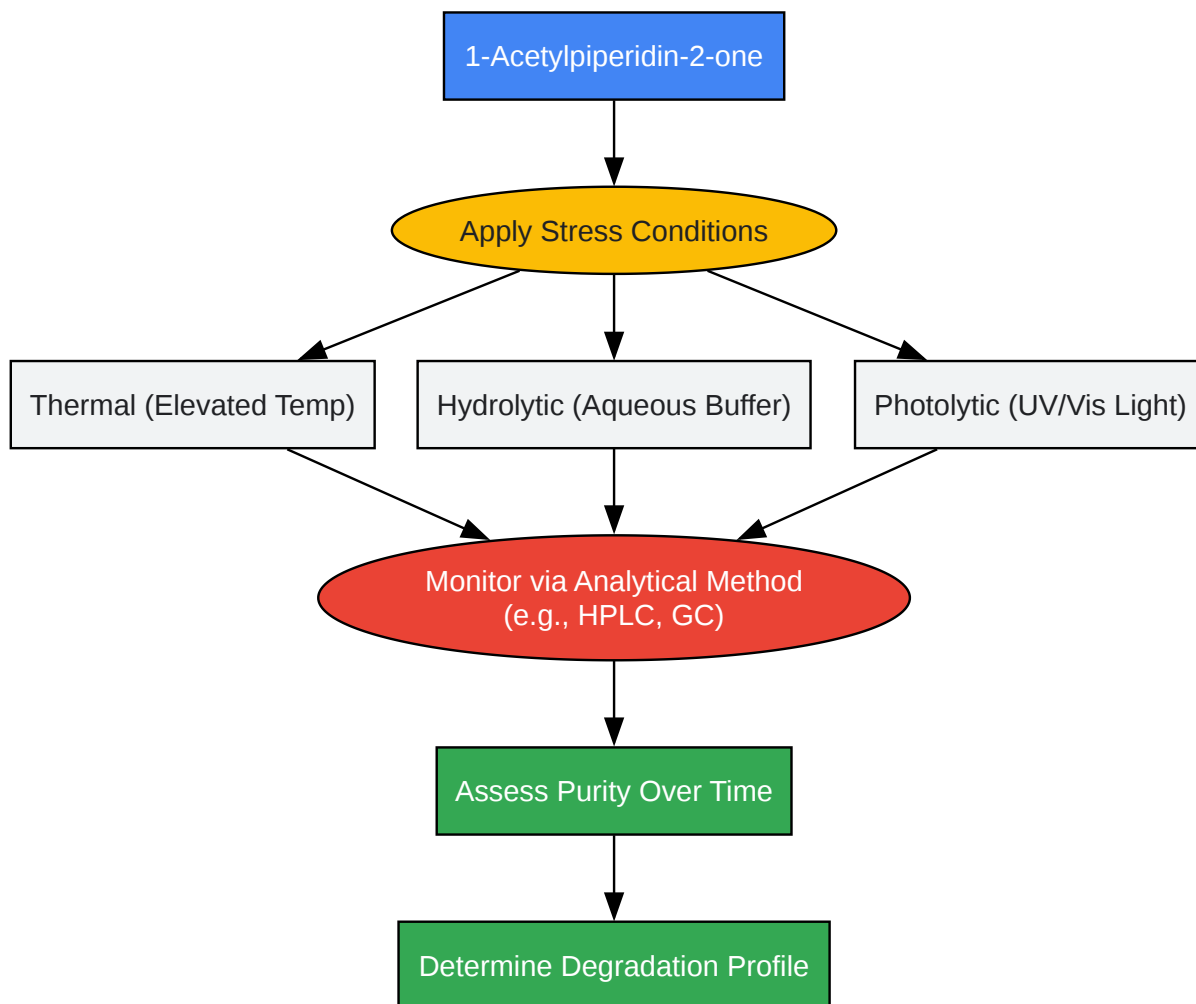 1-Acetylpiperidin-2-one
Apply Stress Conditions
Thermal (Elevated Temp)
Hydrolytic (Aqueous Buffer)
Photolytic (UV/Vis Light)
Monitor via Analytical Method
(e.g., HPLC, GC)
Assess Purity Over Time
Determine Degradation Profile